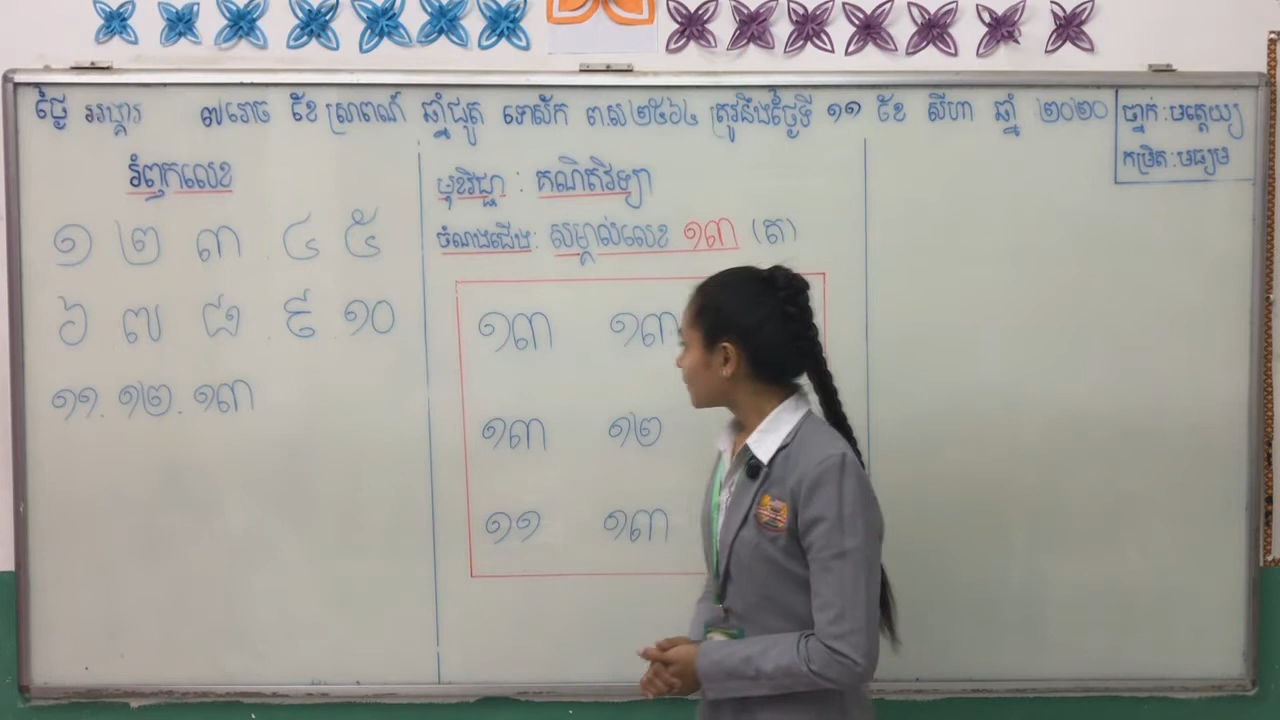 ថ្ងៃ អង្គារ ៧រោច ខែ ស្រាពណ៍ ឆ្នាំជូត ទោស័ក ព.ស២៥៦៤ ត្រូវនឹងថ្ងៃទី ១១ ខែ សីហា ឆ្នាំ ២០២០
ថ្នាក់ : មត្តេយ្យ
កម្រិត : មធ្យម
រំឭកលេខ
១ ២ ៣ ៤ ៥
៦ ៧ ៨ ៩ ១០
១១. ១២. ១៣
មុខវិជ្ជា : គណិតវិទ្យា
ចំណងជើង: សម្គាល់លេខ ១៣ (ត)
១៣ ១៣
១៣ ១២
១១ ១៣